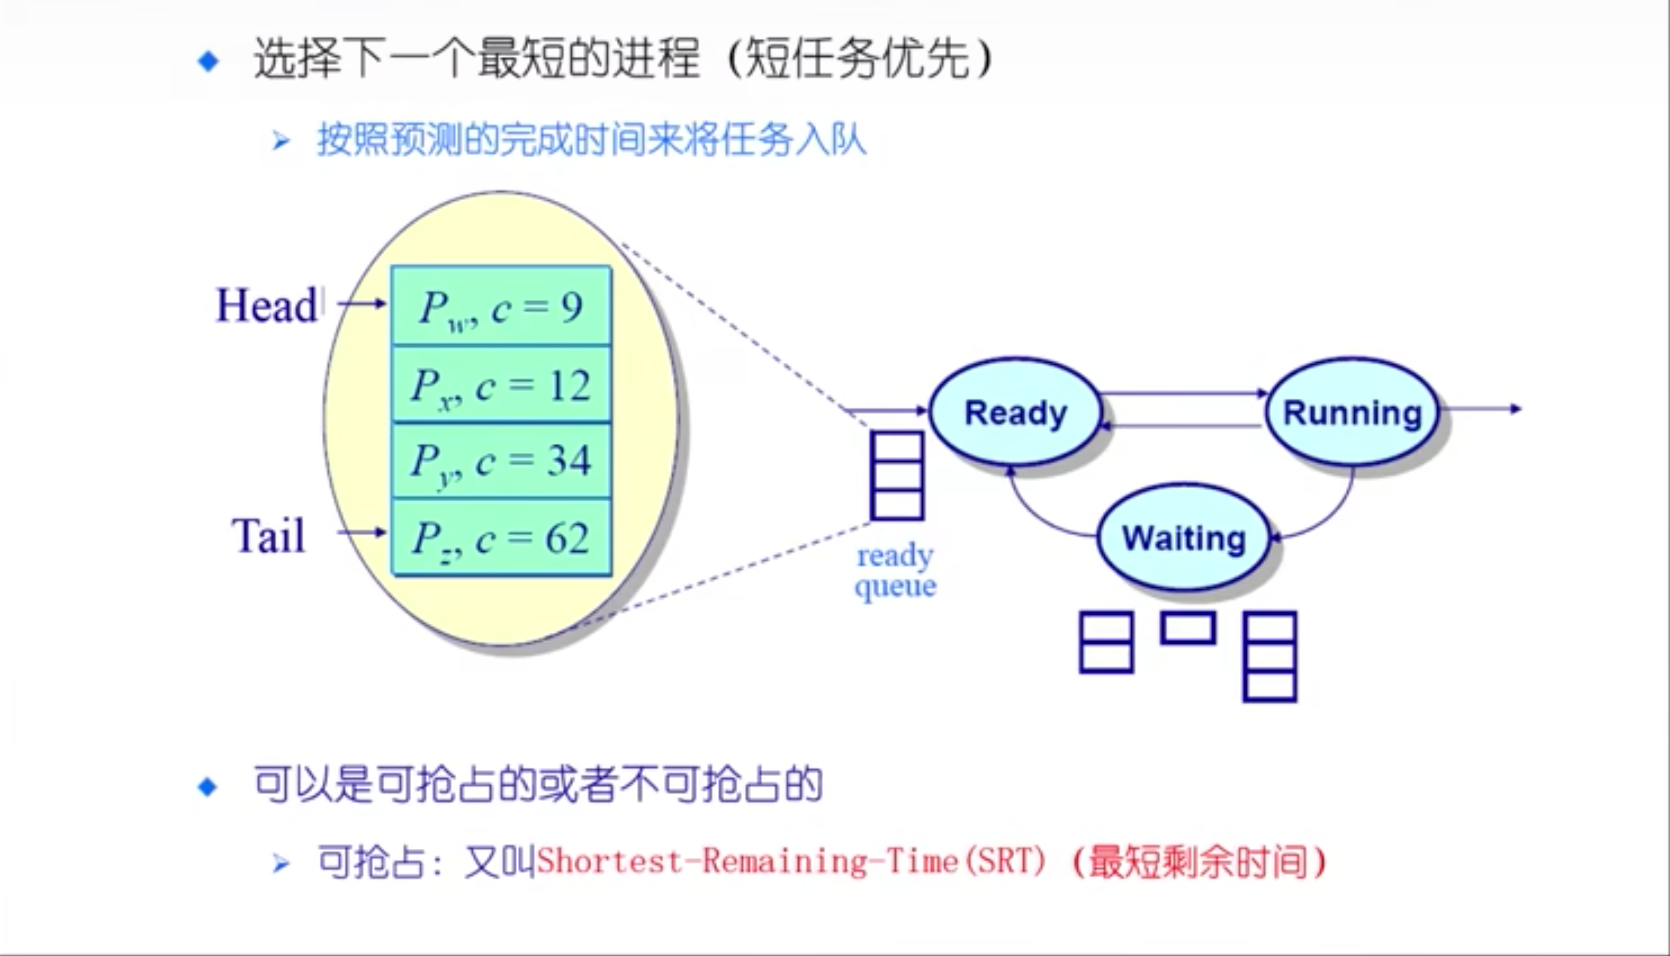 选择下一个最短的进程（短任务优先）
按照预测的完成时间来将任务入队
Head
P_w, c = 9
P_x, c = 12
P_y, c = 34
Tail
P_z, c = 62
Ready
Running
Waiting
ready
queue
可以是可抢占的或者不可抢占的
可抢占：又叫Shortest-Remaining-Time(SRT)（最短剩余时间）